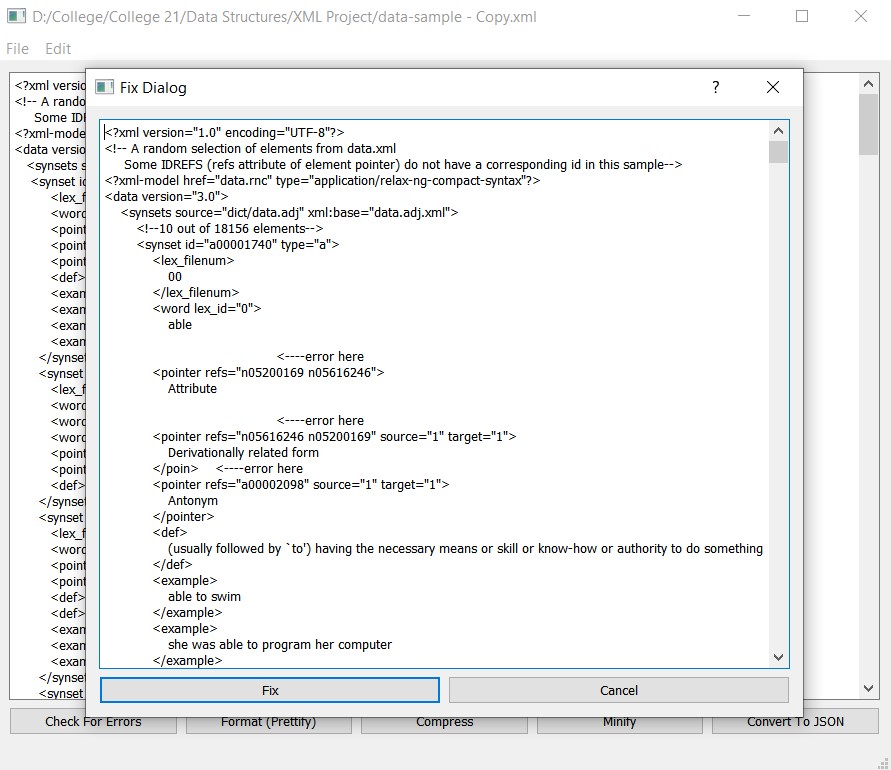 D:/College/College 21/Data Structures/XML Project/data-sample - Copy.xml
File Edit
<?xml versio
<!-- A rando
Some IDR
<?xml-mode
<data versio
<synsets s
<synset id
<lex_f
<word
<point
<point
<point
<def>
<exam
<exam
<exam
<exam
</synset
<synset
<lex_f
<word
<word
<word
<point
<point
<def>
</synset
<synset
<lex_f
<word
<point
<point
<def>
<def>
<exam
<exam
<exam
</synset
<synset
Fix Dialog
?
<?xml version="1.0" encoding="UTF-8"?>
<!-- A random selection of elements from data.xml
Some IDREFS (refs attribute of element pointer) do not have a corresponding id in this sample-->
<?xml-model href="data.rnc" type="application/relax-ng-compact-syntax"?>
<data version="3.0">
<synsets source="dict/data.adj" xml:base="data.adj.xml">
<!--10 out of 18156 elements-->
<synset id="a00001740" type="a">
<lex_filenum>
00
</lex_filenum>
<word lex_id="0">
able
<----error here
<pointer refs="n05200169 n05616246">
Attribute
<----error here
<pointer refs="n05616246 n05200169" source="1" target="1">
Derivationally related form
</poin> <----error here
<pointer refs="a00002098" source="1" target="1">
Antonym
</pointer>
<def>
(usually followed by `to') having the necessary means or skill or know-how or authority to do something
</def>
<example>
able to swim
</example>
<example>
she was able to program her computer
</example>
Fix Cancel
Check For Errors Format (Prettify) Compress Minify Convert To JSON